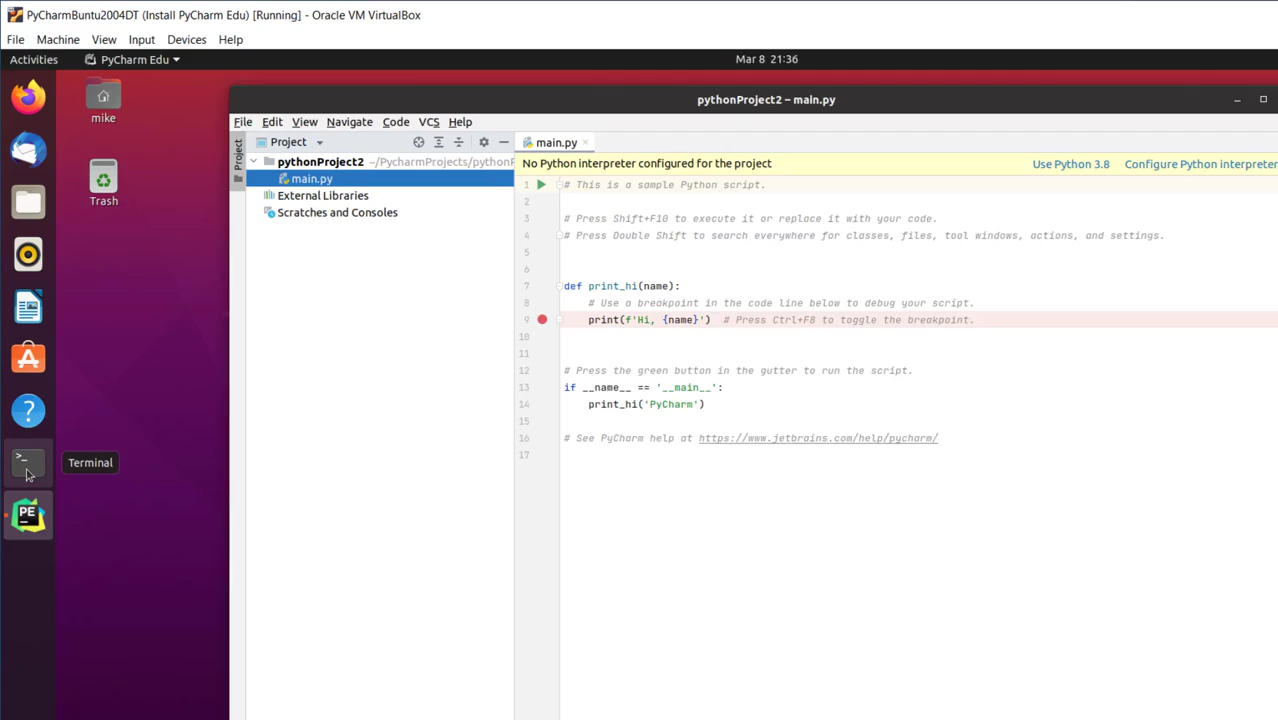 PyCharmBuntu2004DT (Install PyCharm Edu) [Running] - Oracle VM VirtualBox
File Machine View Input Devices Help
Activities PyCharm Edu Mar 8 21:36
mike
Trash
>_
Terminal
PE
pythonProject2 – main.py
File Edit View Navigate Code VCS Help
Project
Project
main.py
pythonProject2 ~/PycharmProjects/pythonP
main.py
External Libraries
Scratches and Consoles
No Python interpreter configured for the project Use Python 3.8 Configure Python interpreter
1 # This is a sample Python script.
2
3 # Press Shift+F10 to execute it or replace it with your code.
4 # Press Double Shift to search everywhere for classes, files, tool windows, actions, and settings.
5
6
7 def print_hi(name):
8 # Use a breakpoint in the code line below to debug your script.
9 print(f'Hi, {name}') # Press Ctrl+F8 to toggle the breakpoint.
10
11
12 # Press the green button in the gutter to run the script.
13 if __name__ == '__main__':
14 print_hi('PyCharm')
15
16 # See PyCharm help at https://www.jetbrains.com/help/pycharm/
17